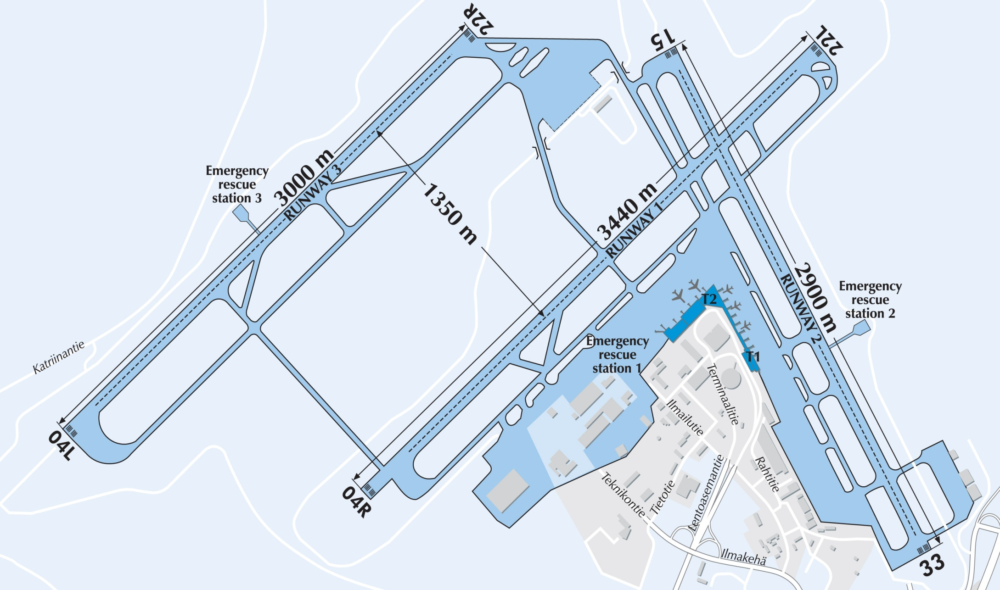 22R
15
22L
Emergency
rescue
station 3
3000 m
RUNWAY 3
1350 m
3440 m
RUNWAY 1
2900 m
RUNWAY 2
Emergency
rescue
station 2
T2
T1
Emergency
rescue
station 1
Katriinantie
04L
04R
Terminaalitie
Ilmailutie
Teknikontie
Tietotie
Lentoasemantie
Rahtitie
Ilmakehä
33